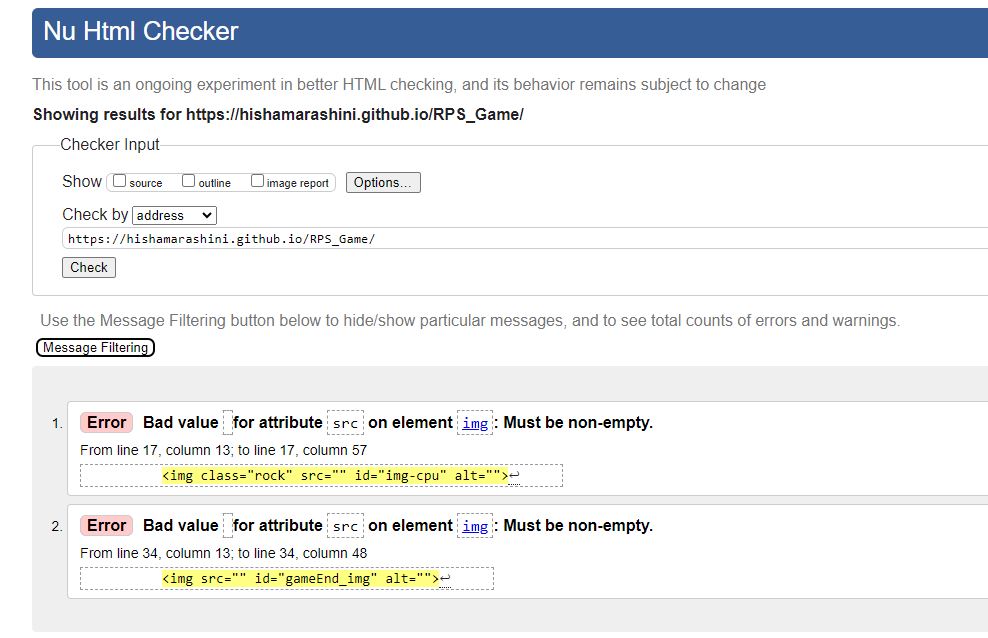 Nu Html Checker
This tool is an ongoing experiment in better HTML checking, and its behavior remains subject to change
Showing results for https://hishamarashini.github.io/RPS_Game/
Checker Input
Show source outline image report Options...
Check by address
https://hishamarashini.github.io/RPS_Game/
Check
Use the Message Filtering button below to hide/show particular messages, and to see total counts of errors and warnings.
Message Filtering
1. Error Bad value for attribute src on element img: Must be non-empty.
From line 17, column 13; to line 17, column 57
<img class="rock" src="" id="img-cpu" alt="">↩
2. Error Bad value for attribute src on element img: Must be non-empty.
From line 34, column 13; to line 34, column 48
<img src="" id="gameEnd_img" alt="">↩